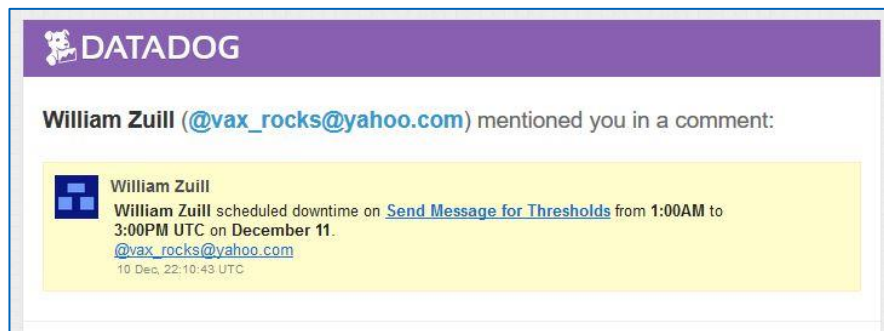 DATADOG
William Zuill (@vax_rocks@yahoo.com) mentioned you in a comment:
William Zuill
William Zuill scheduled downtime on Send Message for Thresholds from 1:00AM to
3:00PM UTC on December 11.
@vax_rocks@yahoo.com
10 Dec, 22:10:43 UTC